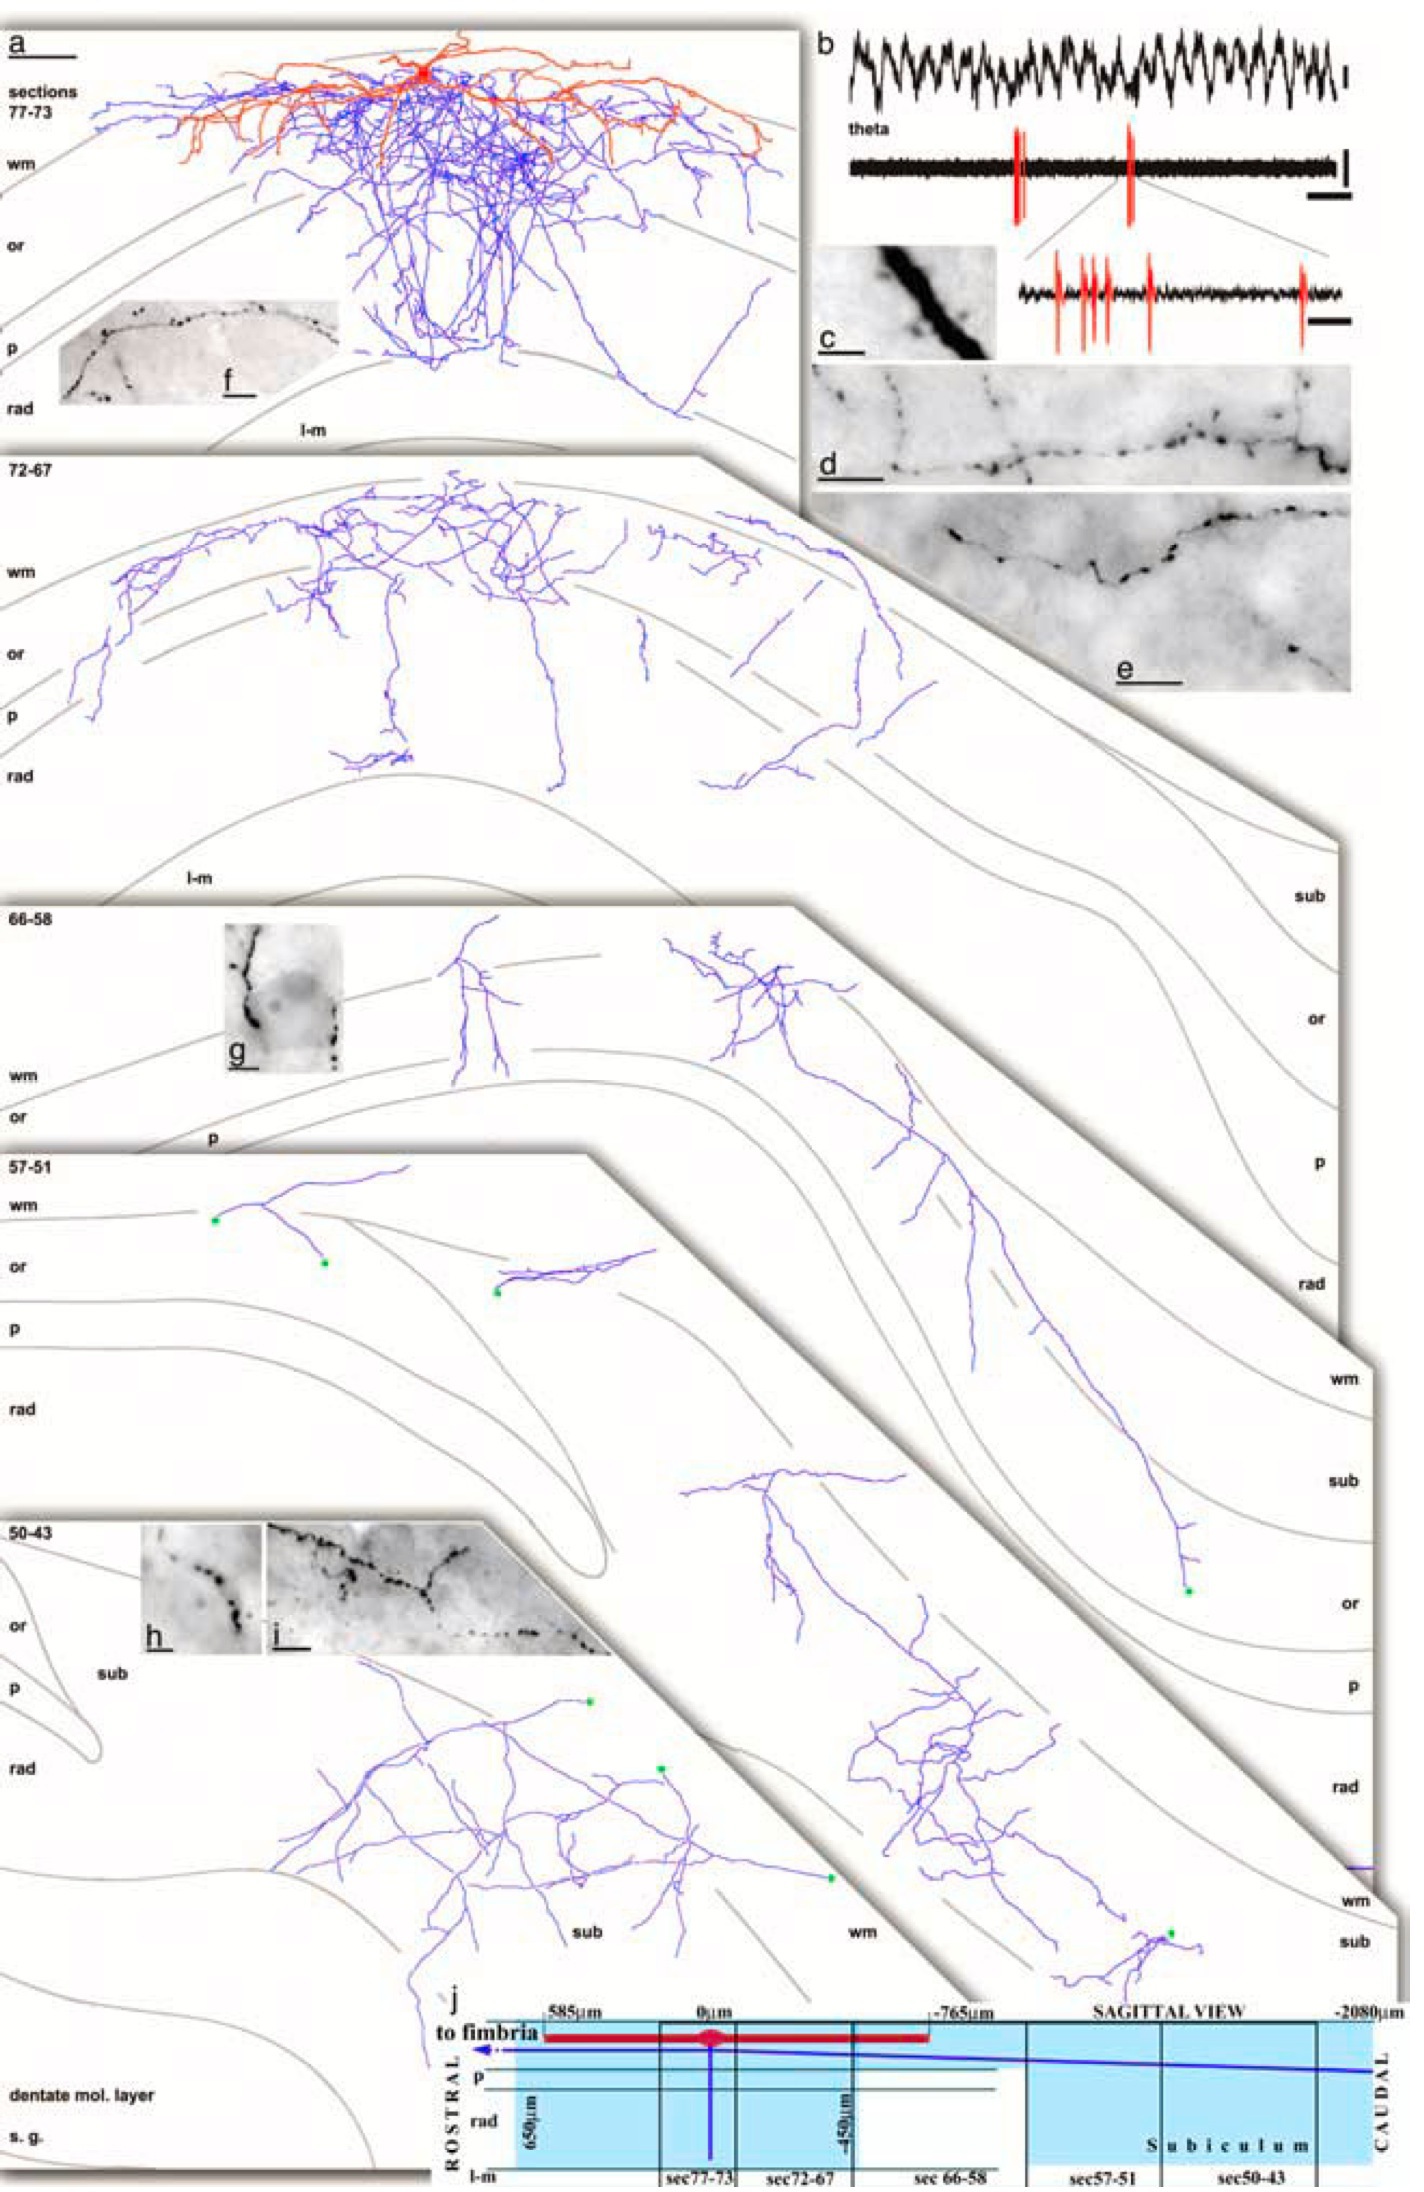 a
sections
77-73
wm
or
p
rad
l-m
f
b
theta
c
d
e
72-67
wm
or
p
rad
l-m
sub
or
p
rad
66-58
g
wm
or
p
wm
sub
or
p
rad
57-51
wm
or
p
rad
wm
sub
50-43
h
i
or
sub
p
rad
sub
wm
dentate mol. layer
s. g.
j
585µm
0µm
-765µm
SAGITTAL VIEW
-2080µm
to fimbria
ROSTRAL
p
rad
l-m
650µm
-450µm
Subiculum
CAUDAL
sec77-73
sec72-67
sec 66-58
sec57-51
sec50-43